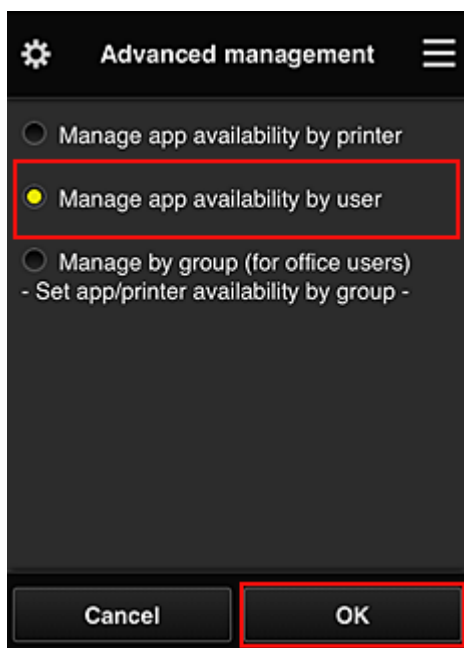 Advanced management
Manage app availability by printer
Manage app availability by user
Manage by group (for office users)
- Set app/printer availability by group -
Cancel
OK